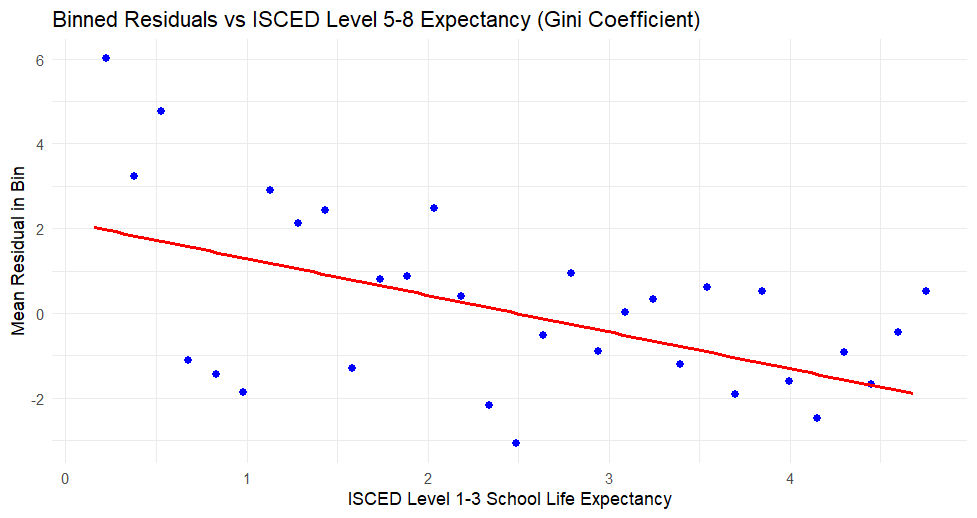 Binned Residuals vs ISCED Level 5-8 Expectancy (Gini Coefficient)
Mean Residual in Bin
6
4
2
0
-2
0 1 2 3 4
ISCED Level 1-3 School Life Expectancy